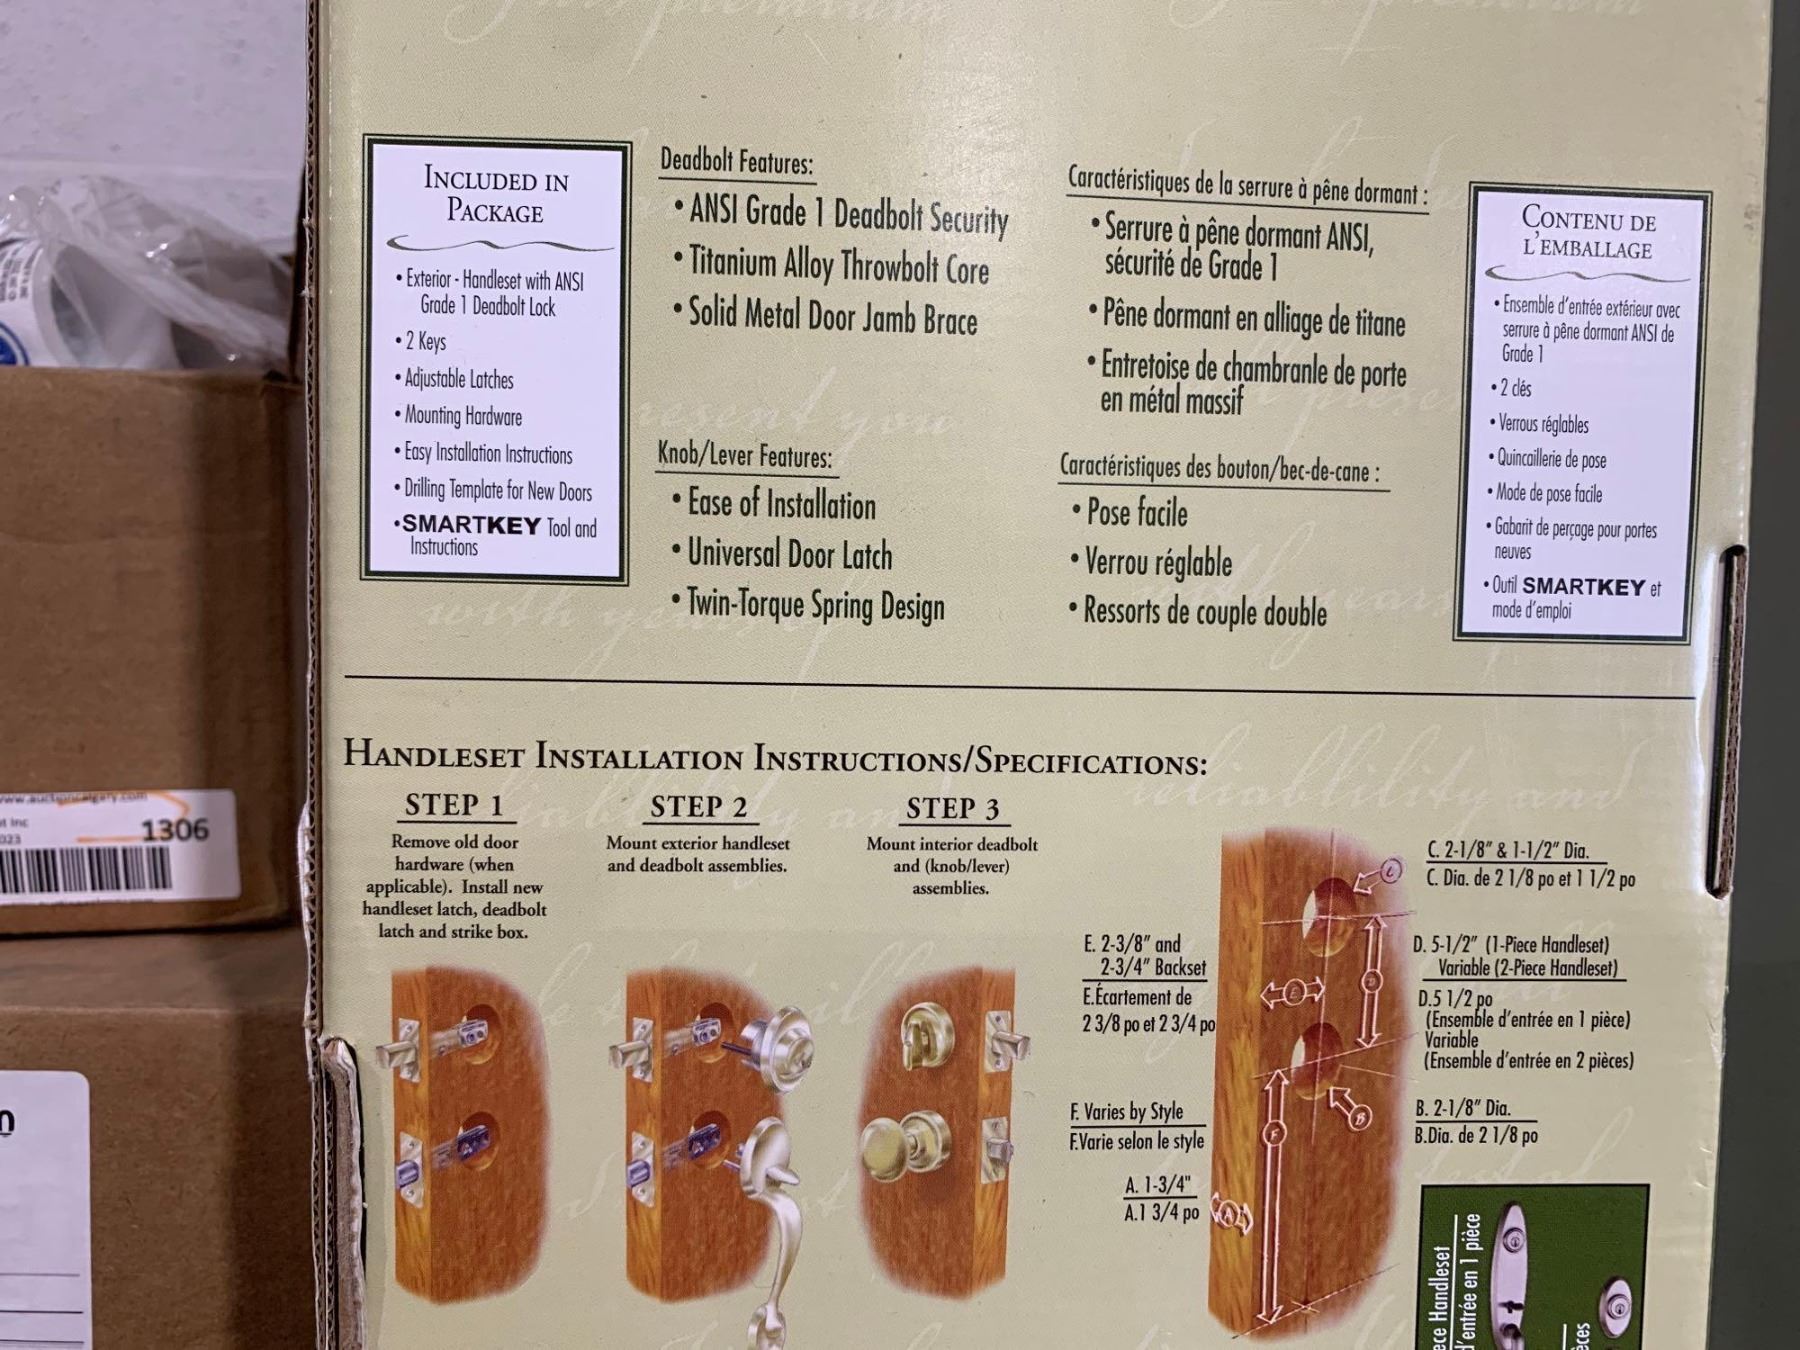 INCLUDED IN
PACKAGE
• Exterior - Handleset with ANSI
Grade 1 Deadbolt Lock
• 2 Keys
• Adjustable Latches
• Mounting Hardware
• Easy Installation Instructions
• Drilling Template for New Doors
•SMARTKEY Tool and
Instructions
Deadbolt Features:
• ANSI Grade 1 Deadbolt Security
• Titanium Alloy Throwbolt Core
• Solid Metal Door Jamb Brace
Knob/Lever Features:
• Ease of Installation
• Universal Door Latch
• Twin-Torque Spring Design
Caractéristiques de la serrure à pêne dormant :
• Serrure à pêne dormant ANSI,
sécurité de Grade 1
• Pêne dormant en alliage de titane
• Entretoise de chambranle de porte
en métal massif
Caractéristiques des bouton/bec-de-cane :
• Pose facile
• Verrou réglable
• Ressorts de couple double
CONTENU DE
L'EMBALLAGE
• Ensemble d'entrée extérieur avec
serrure à pêne dormant ANSI de
Grade 1
• 2 clés
• Verrous réglables
• Quincaillerie de pose
• Mode de pose facile
• Gabarit de perçage pour portes
neuves
• Outil SMARTKEY et
mode d'emploi
HANDLESET INSTALLATION INSTRUCTIONS/SPECIFICATIONS:
STEP 1
Remove old door
hardware (when
applicable). Install new
handleset latch, deadbolt
latch and strike box.
STEP 2
Mount exterior handleset
and deadbolt assemblies.
STEP 3
Mount interior deadbolt
and (knob/lever)
assemblies.
C. 2-1/8" & 1-1/2" Dia.
C. Dia. de 2 1/8 po et 1 1/2 po
E. 2-3/8" and
2-3/4" Backset
E.Écartement de
2 3/8 po et 2 3/4 po
D. 5-1/2" (1-Piece Handleset)
Variable (2-Piece Handleset)
D.5 1/2 po
(Ensemble d'entrée en 1 pièce)
Variable
(Ensemble d'entrée en 2 pièces)
F. Varies by Style
F.Varie selon le style
B. 2-1/8" Dia.
B.Dia. de 2 1/8 po
A. 1-3/4"
A.1 3/4 po
C
E
D
B
F
A
Handleset
d'entrée en 1 pièce
1306